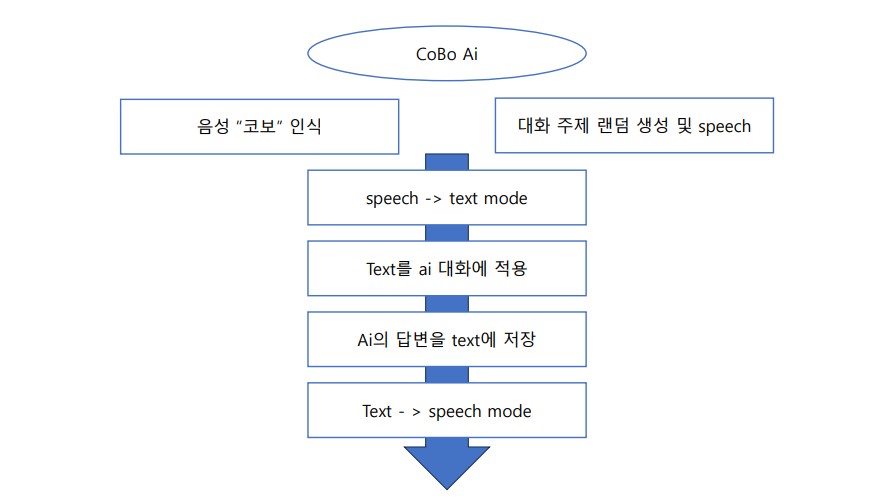 CoBo Ai
음성 “코보” 인식
대화 주제 랜덤 생성 및 speech
speech -> text mode
Text를 ai 대화에 적용
Ai의 답변을 text에 저장
Text - > speech mode